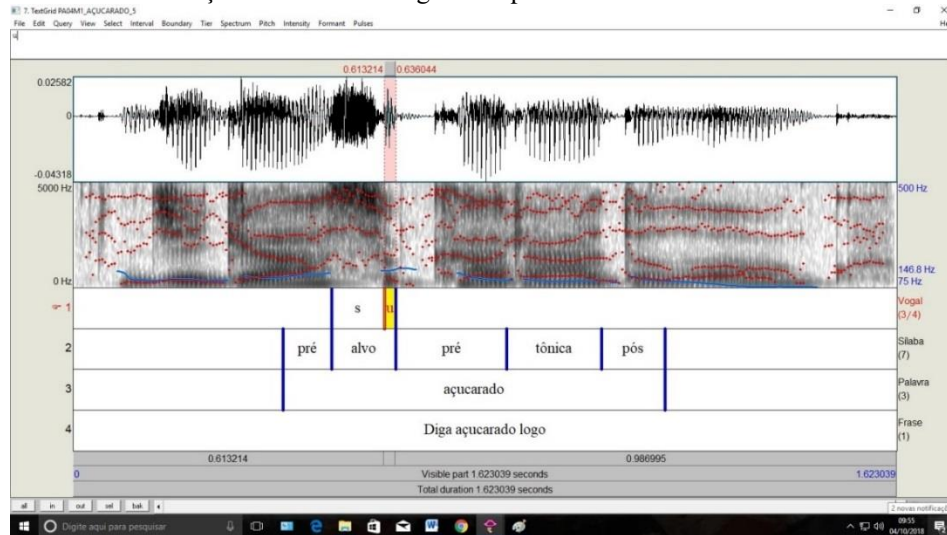 7. TextGrid PA04M1_AÇUCARADO_5
File Edit Query View Select Interval Boundary Tier Spectrum Pitch Intensity Formant Pulses
u
0.613214 0.636044
0.02582
0
-0.04318
5000 Hz 500 Hz
146.8 Hz
0 Hz 75 Hz
1 s u Vogal
(3/4)
2 pré alvo pré tônica pós Sílaba
(7)
3 açucarado Palavra
(3)
4 Diga açucarado logo Frase
(1)
0.613214 0.986995
0 Visible part 1.623039 seconds 1.623039
Total duration 1.623039 seconds
all in out sel bak
2 novas notificaç
Digite aqui para pesquisar 09:55
04/10/2018